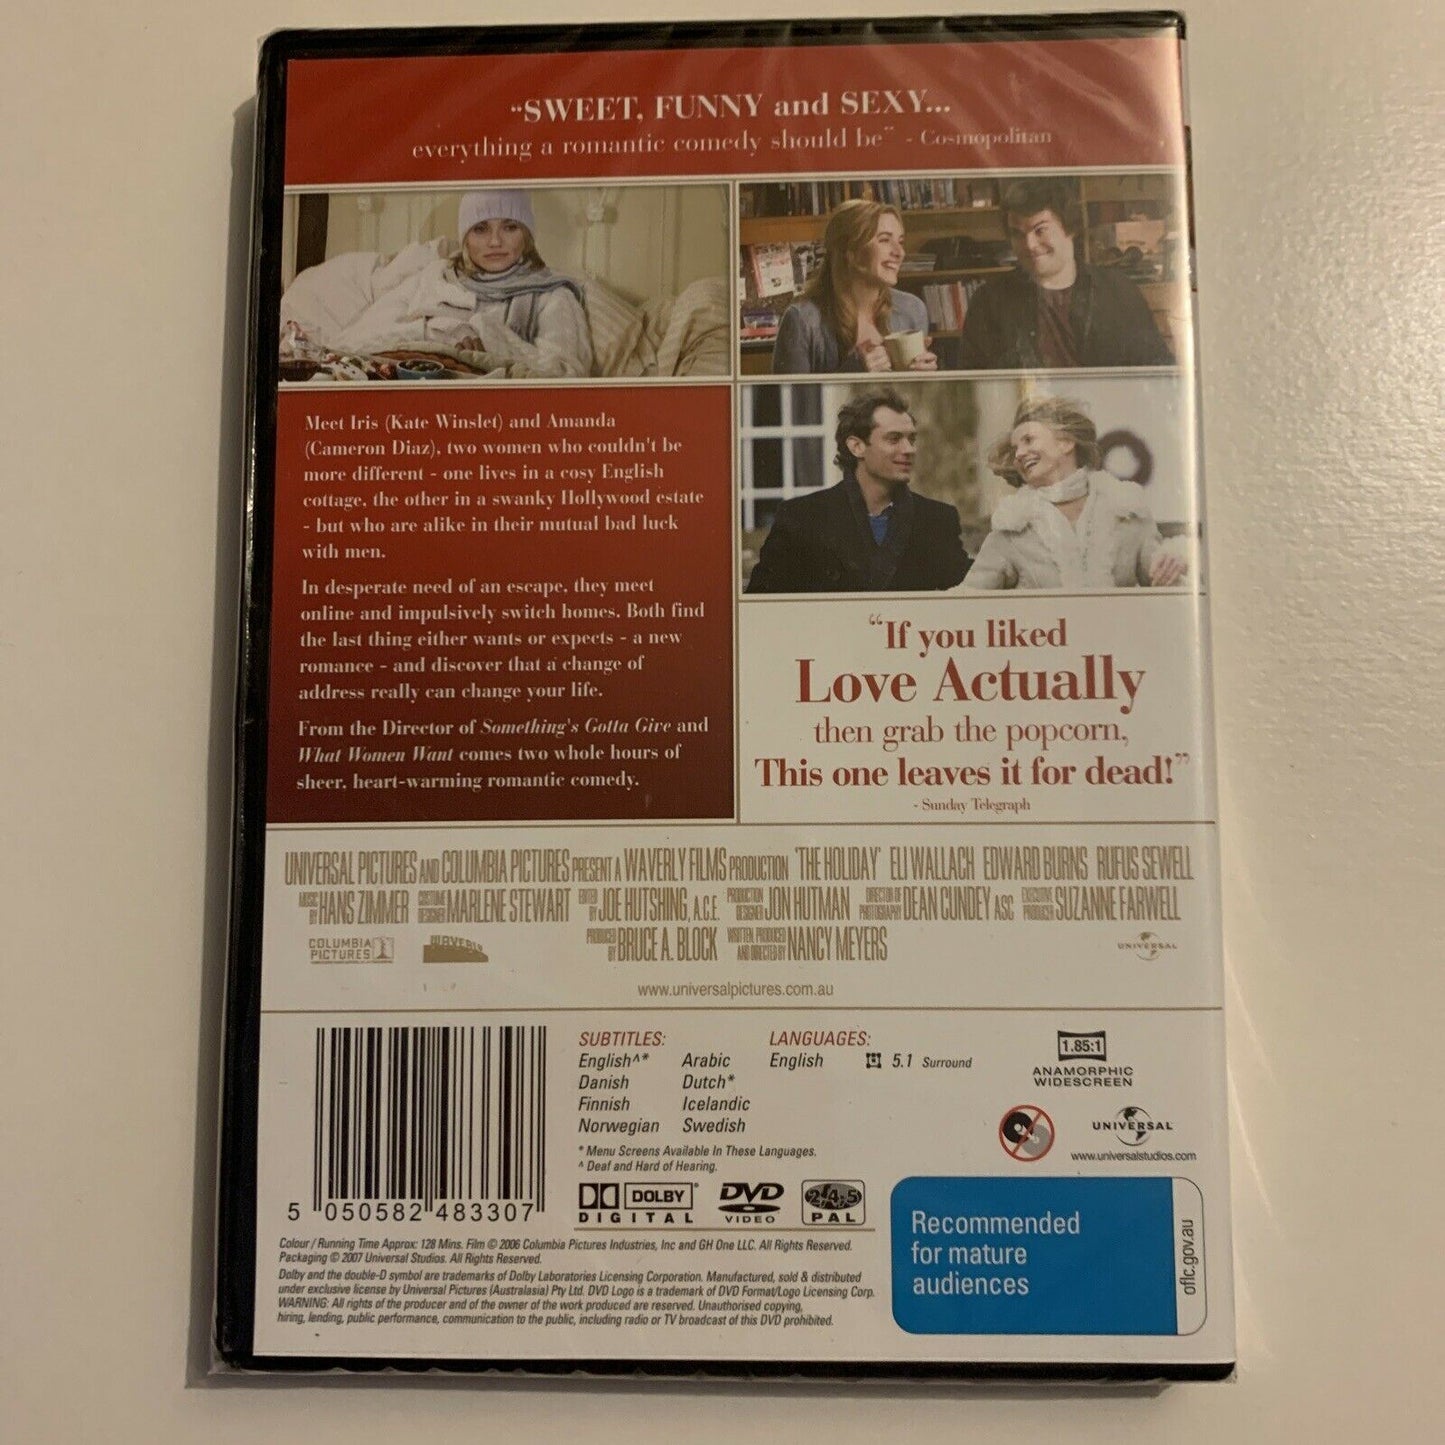 "SWEET, FUNNY and SEXY...
everything a romantic comedy should be" - Cosmopolitan
Meet Iris (Kate Winslet) and Amanda
(Cameron Diaz), two women who couldn't be
more different - one lives in a cosy English
cottage, the other in a swanky Hollywood estate
- but who are alike in their mutual bad luck
with men.
In desperate need of an escape, they meet
online and impulsively switch homes. Both find
the last thing either wants or expects - a new
romance - and discover that a change of
address really can change your life.
From the Director of Something's Gotta Give and
What Women Want comes two whole hours of
sheer, heart-warming romantic comedy.
"If you liked
Love Actually
then grab the popcorn,
This one leaves it for dead!"
- Sunday Telegraph
UNIVERSAL PICTURES AND COLUMBIA PICTURES PRESENT A WAVERLY FILMS PRODUCTION 'THE HOLIDAY' ELI WALLACH EDWARD BURNS RUFUS SEWELL
MUSIC BY HANS ZIMMER COSTUME DESIGNER MARLENE STEWART EDITED BY JOE HUTSHING, A.C.E. PRODUCTION DESIGNER JON HUTMAN DIRECTOR OF PHOTOGRAPHY DEAN CUNDEY ASC EXECUTIVE PRODUCER SUZANNE FARWELL
PRODUCED BY BRUCE A. BLOCK WRITTEN, PRODUCED AND DIRECTED BY NANCY MEYERS
COLUMBIA
PICTURES
WAVERLY
UNIVERSAL
www.universalpictures.com.au
5 050582 483307
SUBTITLES:
English^* Arabic
Danish Dutch*
Finnish Icelandic
Norwegian Swedish
* Menu Screens Available In These Languages.
^ Deaf and Hard of Hearing.
LANGUAGES:
English 5.1 Surround
1.85:1
ANAMORPHIC
WIDESCREEN
UNIVERSAL
www.universalstudios.com
DOLBY
DIGITAL
DVD
VIDEO
2,4,5
PAL
Recommended
for mature
audiences
oflc.gov.au
Colour / Running Time Approx: 128 Mins. Film © 2006 Columbia Pictures Industries, Inc and GH One LLC. All Rights Reserved.
Packaging © 2007 Universal Studios. All Rights Reserved.
Dolby and the double-D symbol are trademarks of Dolby Laboratories Licensing Corporation. Manufactured, sold & distributed
under exclusive license by Universal Pictures (Australasia) Pty Ltd. DVD Logo is a trademark of DVD Format/Logo Licensing Corp.
WARNING: All rights of the producer and of the owner of the work produced are reserved. Unauthorised copying,
hiring, lending, public performance, communication to the public, including radio or TV broadcast of this DVD prohibited.